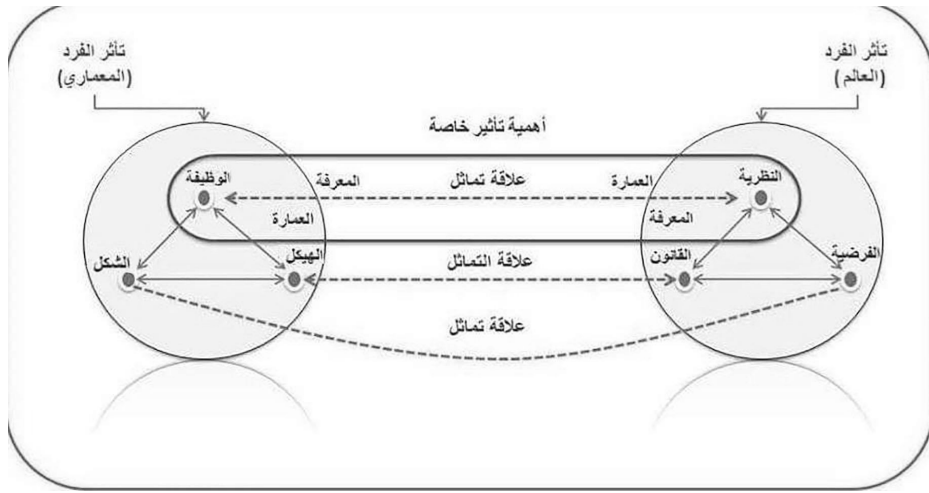 تأثر الفرد
(العالم)
تأثر الفرد
(المعماري)
أهمية تأثير خاصة
النظرية
العمارة
علاقة تماثل
المعرفة
الوظيفة
المعرفة
العمارة
الفرضية
القانون
علاقة التماثل
الهيكل
الشكل
علاقة تماثل